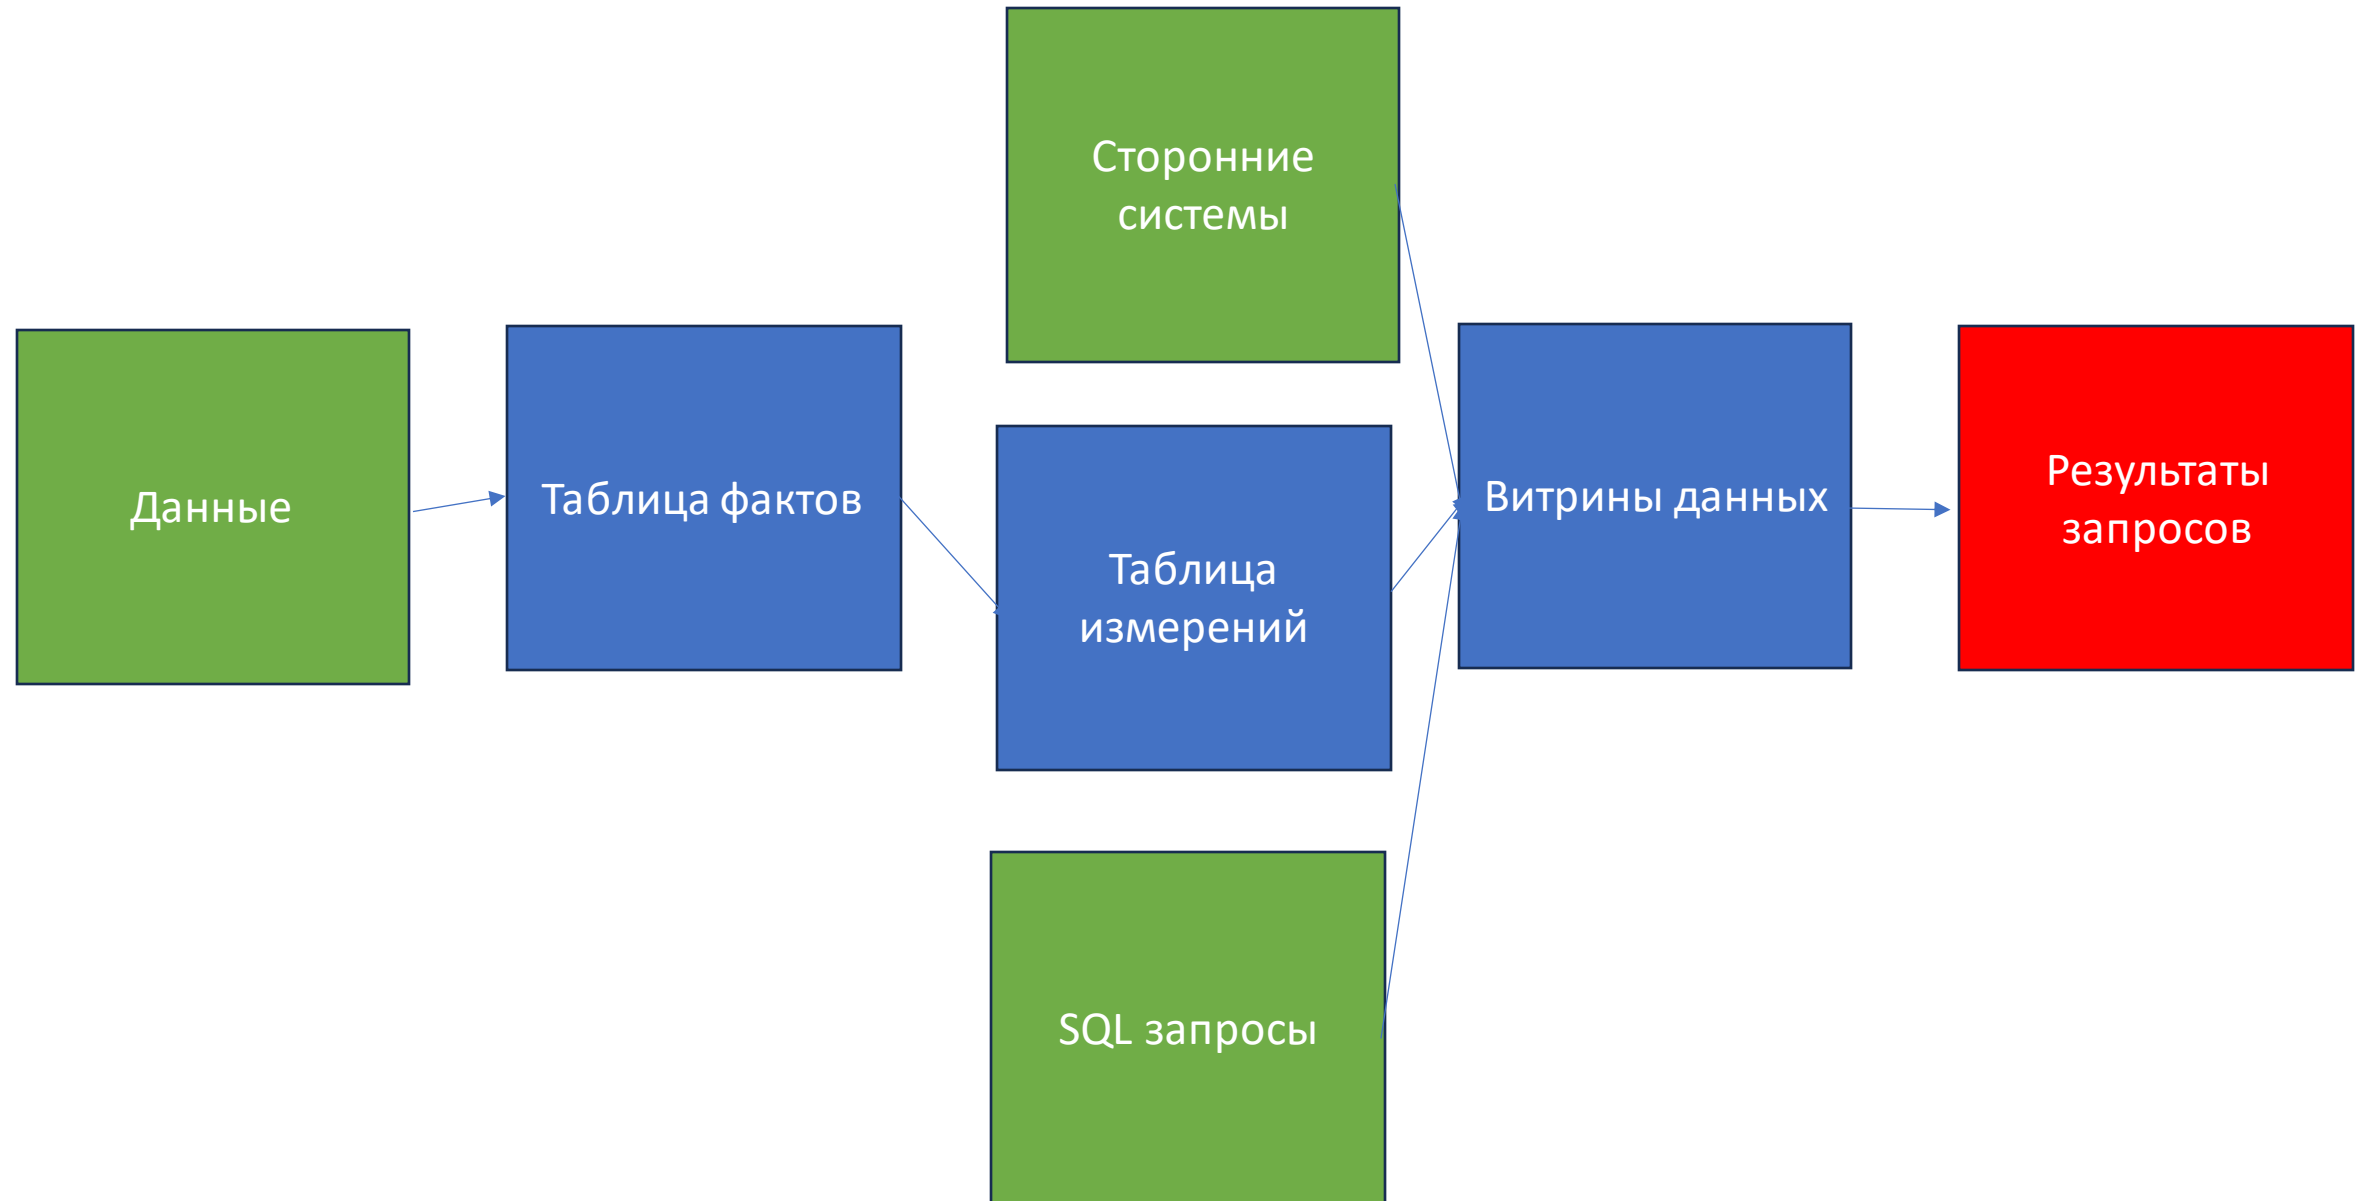 Сторонние
системы
Данные
Таблица фактов
Таблица
измерений
Витрины данных
Результаты
запросов
SQL запросы